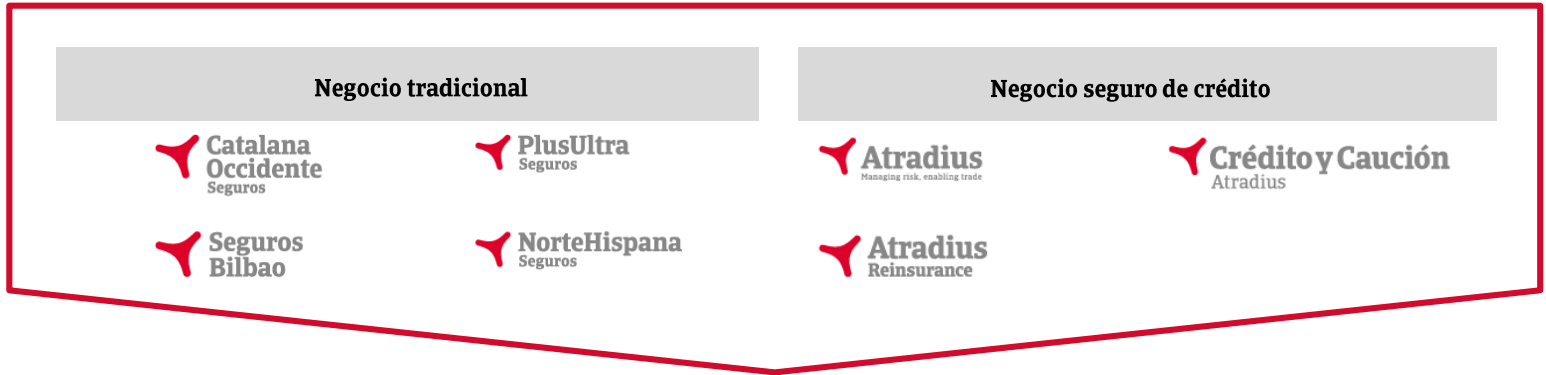 Negocio tradicional
Catalana
Occidente
Seguros
PlusUltra
Seguros
Seguros
Bilbao
NorteHispana
Seguros
Negocio seguro de crédito
Atradius
Managing risk, enabling trade
Crédito y Caución
Atradius
Atradius
Reinsurance